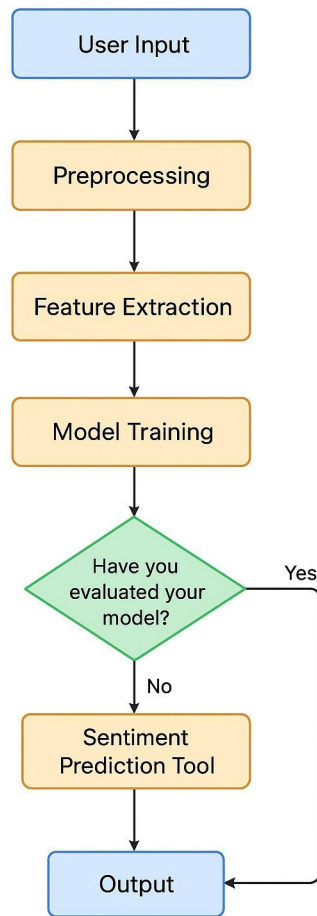 User Input
Preprocessing
Feature Extraction
Model Training
Have you
evaluated your
model?
Yes
No
Sentiment
Prediction Tool
Output